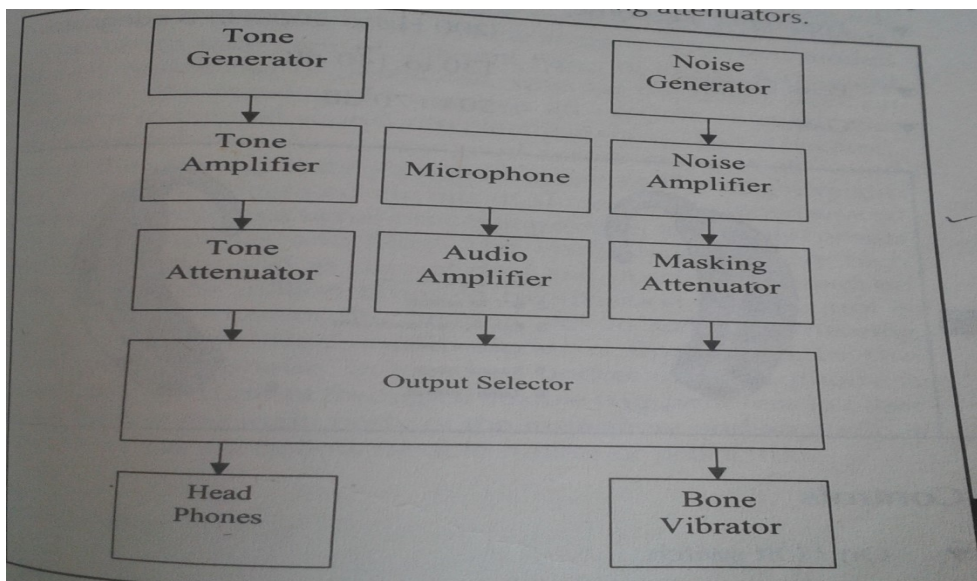 attenuators.
Tone
Generator
Noise
Generator
Tone
Amplifier
Microphone
Noise
Amplifier
Tone
Attenuator
Audio
Amplifier
Masking
Attenuator
Output Selector
Head
Phones
Bone
Vibrator